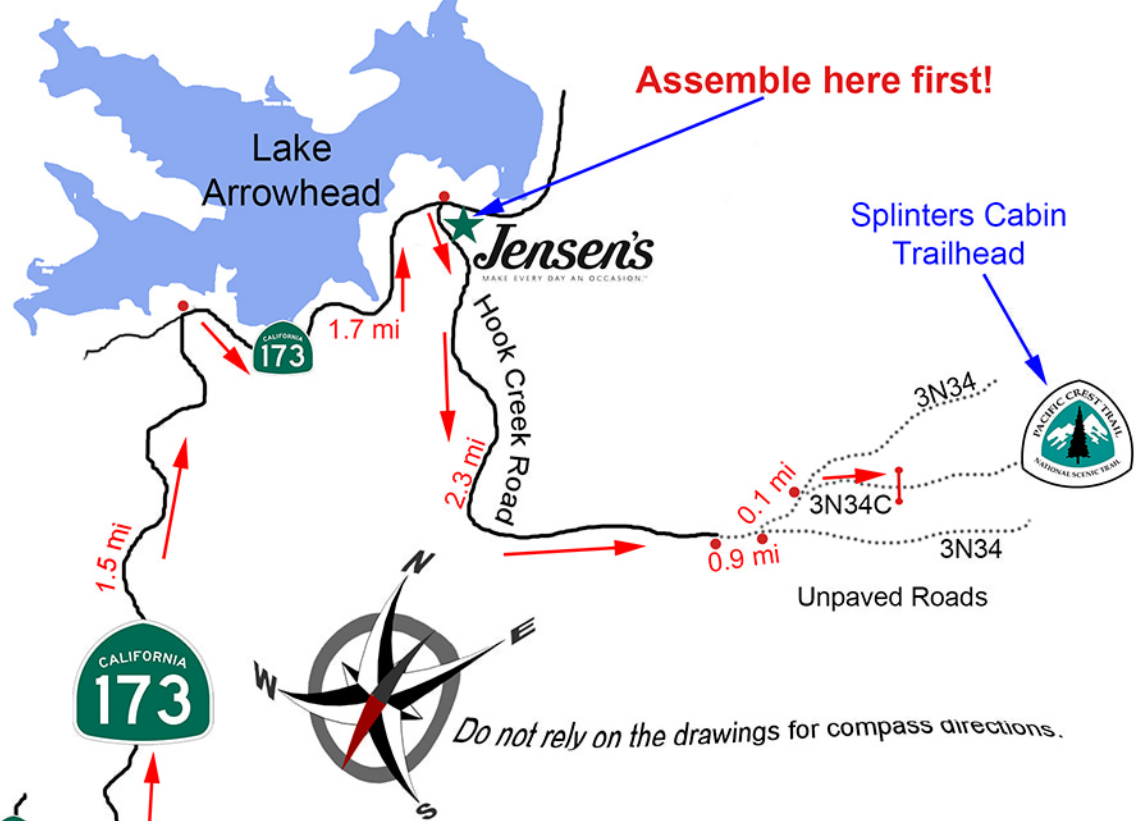 Assemble here first!
Lake
Arrowhead
Splinters Cabin
Trailhead
Jensen's
MAKE EVERY DAY AN OCCASION.™
1.7 mi
CALIFORNIA
173
Hook Creek Road
3N34
PACIFIC CREST TRAIL
NATIONAL SCENIC TRAIL
2.3 mi
0.1 mi
3N34C
1.5 mi
0.9 mi
3N34
Unpaved Roads
N
E
W
S
CALIFORNIA
173
Do not rely on the drawings for compass directions.